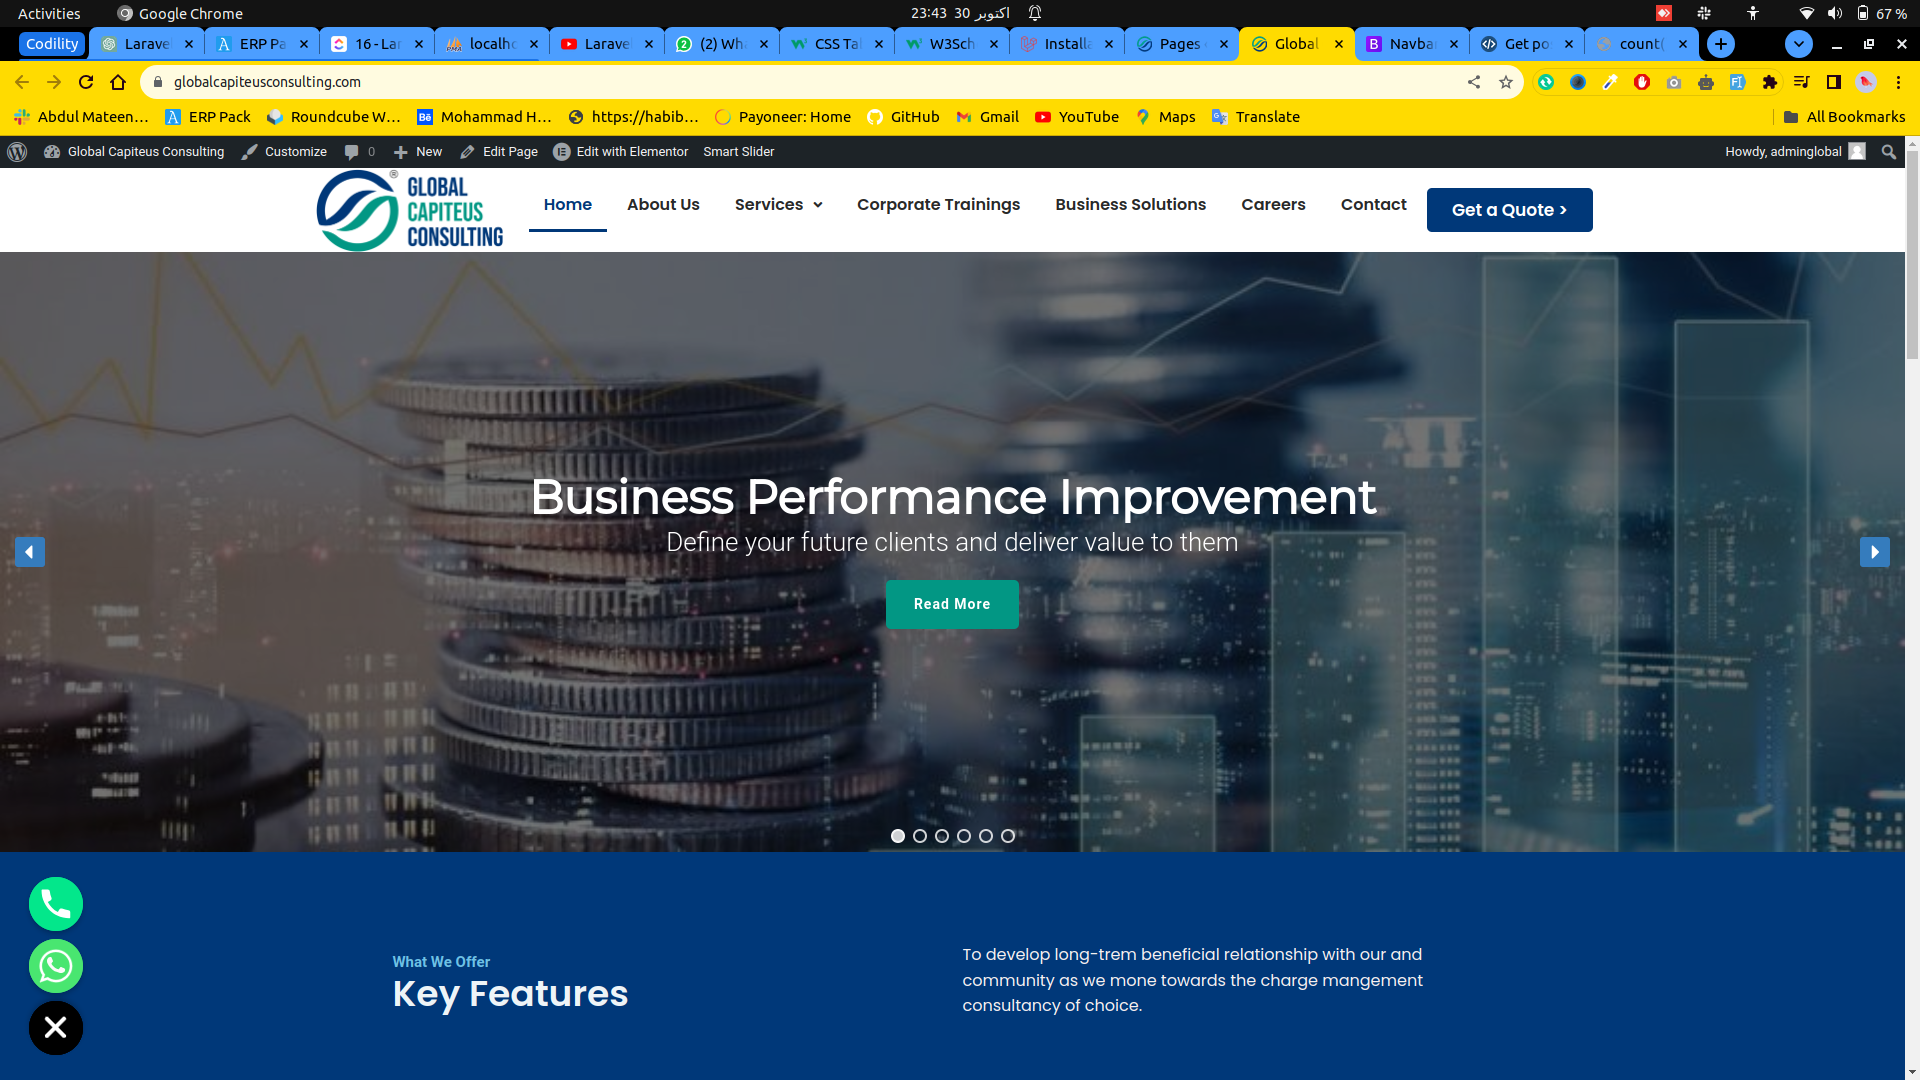 Activities
Google Chrome
23:43 30 اکتوبر
67 %
Codility
Larave
ERP Pa
16 - Lar
localho
Larave
(2) Wha
CSS Tal
W3Sch
Installa
Pages
Global
Navbar
Get po
count(
globalcapiteusconsulting.com
Abdul Mateen...
ERP Pack
Roundcube W...
Mohammad H...
https://habib...
Payoneer: Home
GitHub
Gmail
YouTube
Maps
Translate
All Bookmarks
Global Capiteus Consulting
Customize
0
New
Edit Page
Edit with Elementor
Smart Slider
Howdy, adminglobal
GLOBAL
CAPITEUS
CONSULTING
®
Home
About Us
Services
Corporate Trainings
Business Solutions
Careers
Contact
Get a Quote >
Business Performance Improvement
Define your future clients and deliver value to them
Read More
What We Offer
Key Features
To develop long-trem beneficial relationship with our and
community as we mone towards the charge mangement
consultancy of choice.